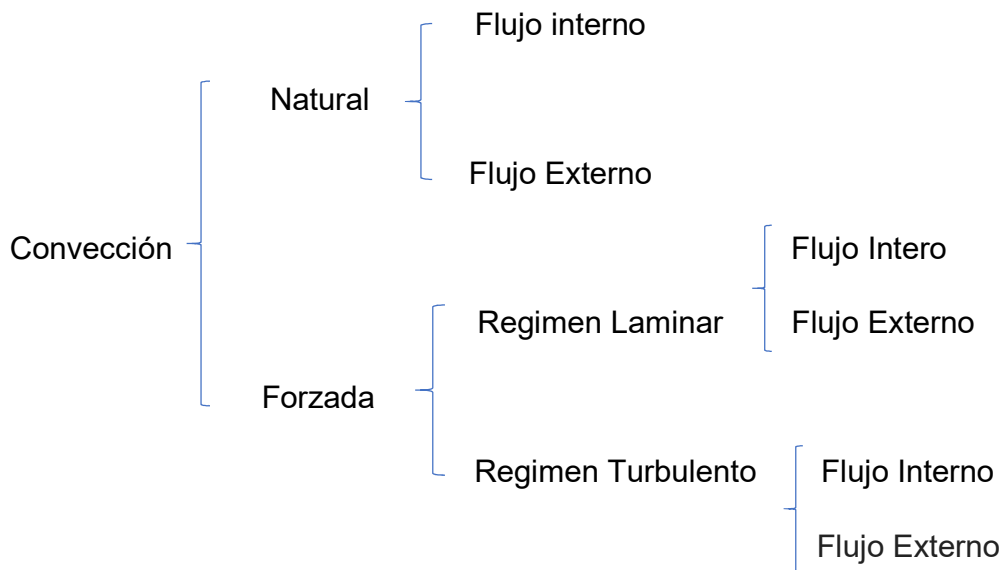 Flujo interno
Natural
Flujo Externo
Convección
Flujo Intero
Regimen Laminar
Flujo Externo
Forzada
Regimen Turbulento
Flujo Interno
Flujo Externo